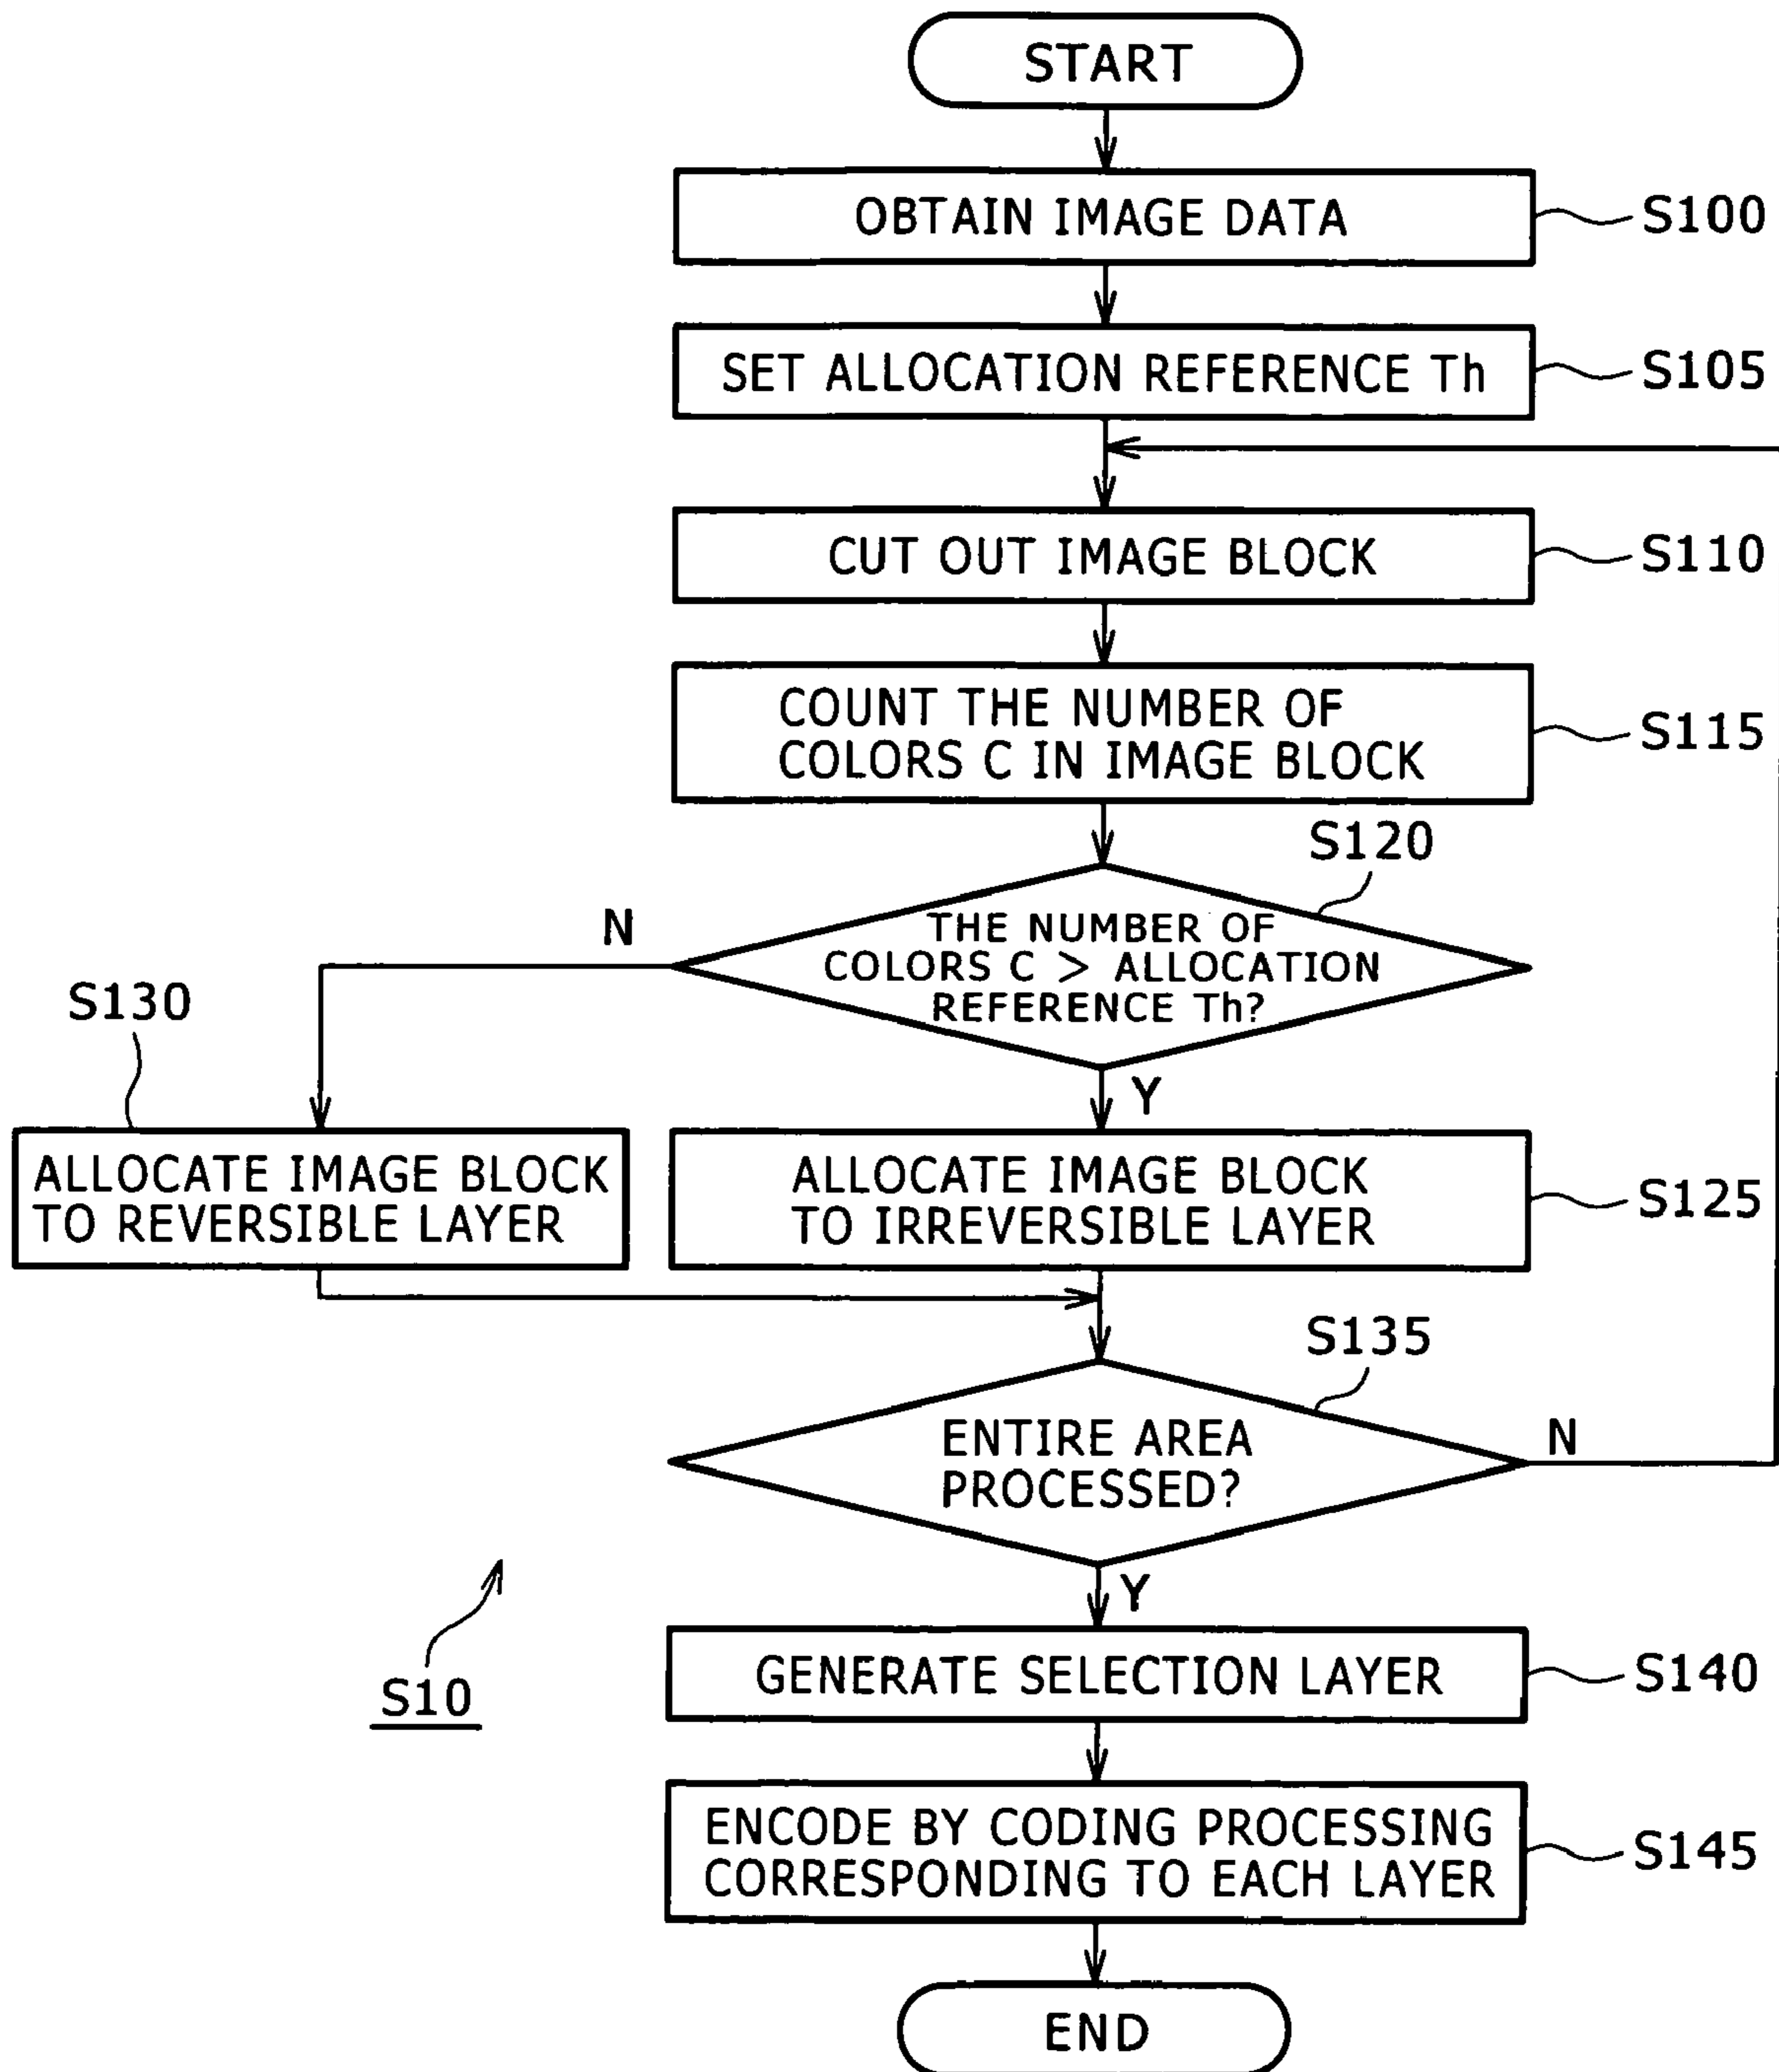 START
OBTAIN IMAGE DATA
S100
SET ALLOCATION REFERENCE Th
S105
CUT OUT IMAGE BLOCK
S110
COUNT THE NUMBER OF
COLORS C IN IMAGE BLOCK
S115
S120
THE NUMBER OF
COLORS C > ALLOCATION
REFERENCE Th?
N
Y
S130
ALLOCATE IMAGE BLOCK
TO REVERSIBLE LAYER
ALLOCATE IMAGE BLOCK
TO IRREVERSIBLE LAYER
S125
S135
ENTIRE AREA
PROCESSED?
N
Y
S10
GENERATE SELECTION LAYER
S140
ENCODE BY CODING PROCESSING
CORRESPONDING TO EACH LAYER
S145
END